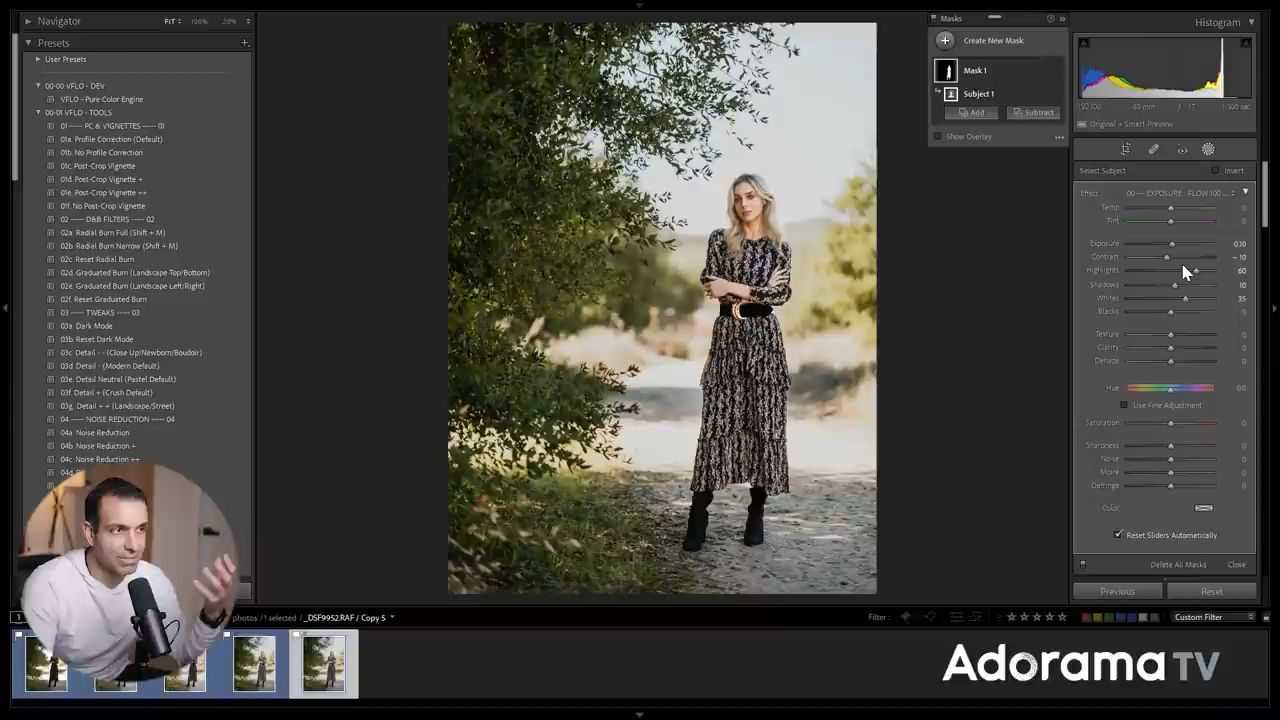 Navigator
FIT
100%
25%
Presets
User Presets
00-00 VFLO - DEV
VFLO - Pure Color Engine
00-01 VFLO - TOOLS
01 ----- PC & VIGNETTES ----- 01
01a. Profile Correction (Default)
01b. No Profile Correction
01c. Post-Crop Vignette
01d. Post-Crop Vignette +
01e. Post-Crop Vignette ++
01f. No Post-Crop Vignette
02 ----- D&B FILTERS ----- 02
02a. Radial Burn Full (Shift + M)
02b. Radial Burn Narrow (Shift + M)
02c. Reset Radial Burn
02d. Graduated Burn (Landscape Top/Bottom)
02e. Graduated Burn (Landscape Left/Right)
02f. Reset Graduated Burn
03 ----- TWEAKS ----- 03
03a. Dark Mode
03b. Reset Dark Mode
03c. Detail - - (Close Up/Newborn/Boudoir)
03d. Detail - (Modern Default)
03e. Detail Neutral (Pastel Default)
03f. Detail + (Crush Default)
03g. Detail + + (Landscape/Street)
04 ----- NOISE REDUCTION ----- 04
04a. Noise Reduction
04b. Noise Reduction +
04c. Noise Reduction ++
04d.
Masks
Create New Mask
Mask 1
Subject 1
Add
Subtract
Show Overlay
Histogram
ISO 100
Original + Smart Preview
Select Subject
Invert
Effect:
00 --- EXPOSURE - FLOW 100 ...
Temp 0
Tint 0
Exposure 0.10
Contrast – 10
Highlights 60
Shadows 10
Whites 35
Blacks 0
Texture 0
Clarity 0
Dehaze 0
Hue 0.0
Use Fine Adjustment
Saturation 0
Sharpness 0
Noise 0
Moiré 0
Defringe 0
Color
Reset Sliders Automatically
Delete All Masks
Close
Previous
Reset
1
photos / 1 selected / _DSF9952.RAF / Copy 5
Filter:
Custom Filter
Adorama TV